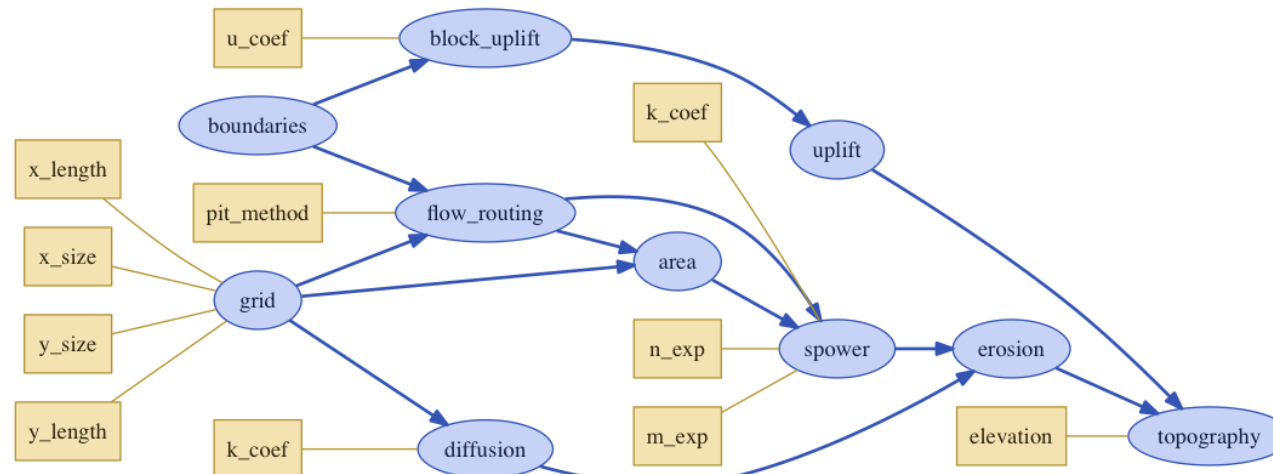 u_coef
block_uplift
k_coef
boundaries
uplift
x_length
pit_method
flow_routing
x_size
area
grid
y_size
n_exp
spower
erosion
y_length
m_exp
elevation
topography
k_coef
diffusion